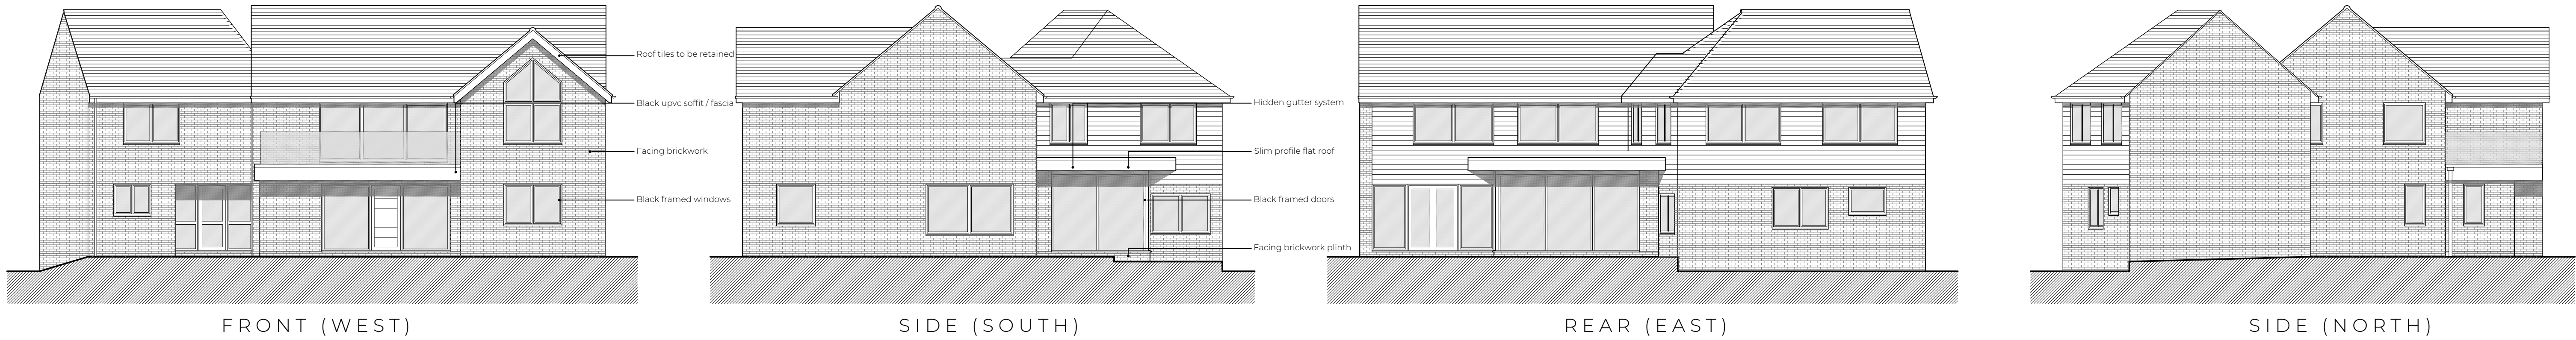 Roof tiles to be retained
Black upvc soffit / fascia
Facing brickwork
Black framed windows
Hidden gutter system
Slim profile flat roof
Black framed doors
Facing brickwork plinth
FRONT (WEST)
SIDE (SOUTH)
REAR (EAST)
SIDE (NORTH)